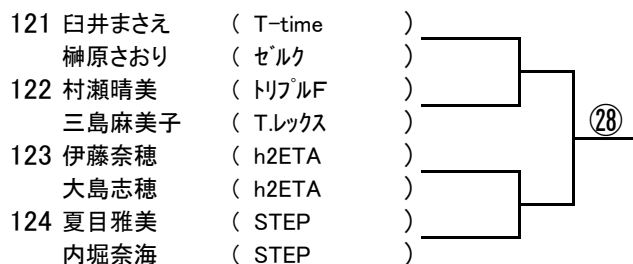 121 臼井まさえ ( T-time )
榊原さおり ( ｾﾞﾙｸ )
122 村瀬晴美 ( ﾄﾘﾌﾟﾙF )
三島麻美子 ( T.ﾚｯｸｽ )
㉘
123 伊藤奈穂 ( h2ETA )
大島志穂 ( h2ETA )
124 夏目雅美 ( STEP )
内堀奈海 ( STEP )